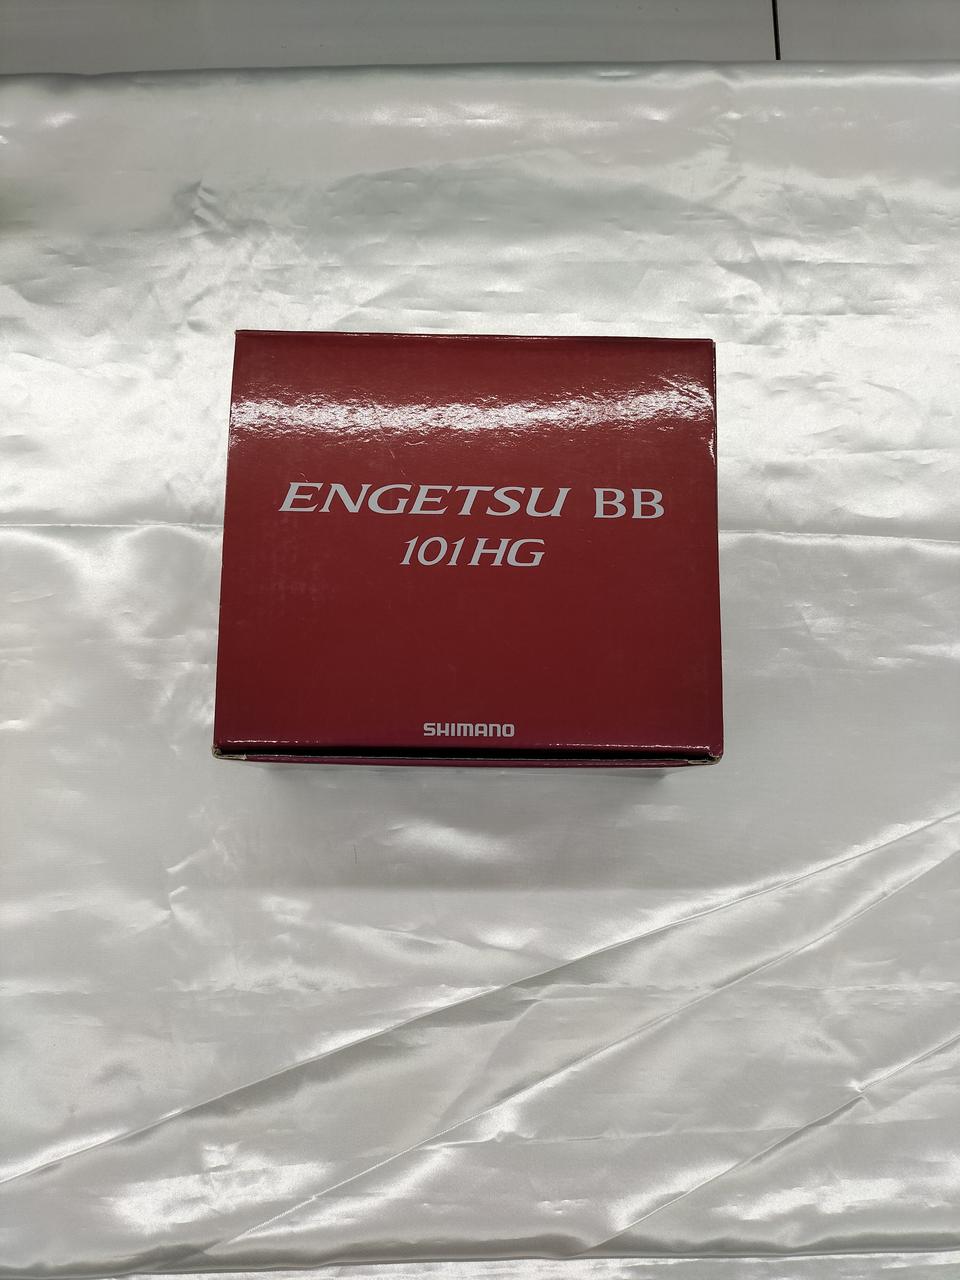 ENGETSU BB
101HG
SHIMANO